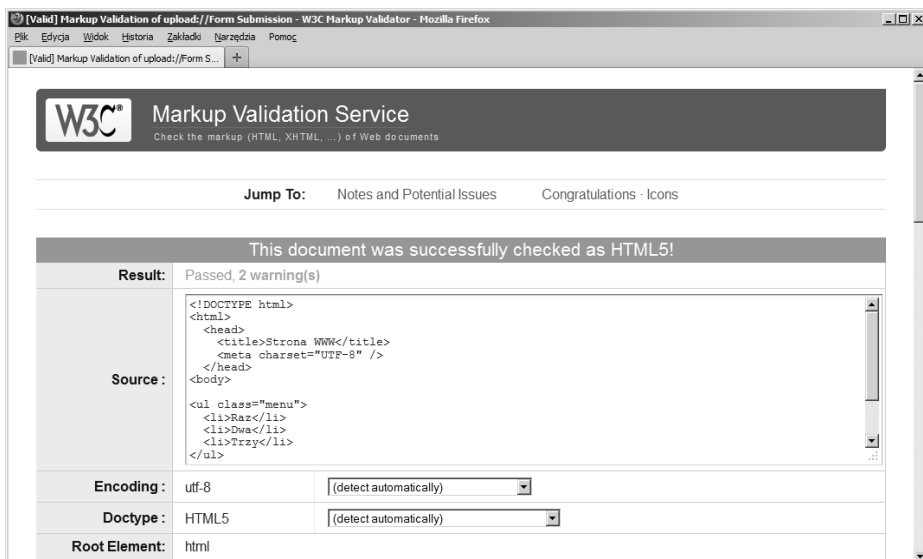 [Valid] Markup Validation of upload://Form Submission - W3C Markup Validator - Mozilla Firefox
Plik Edycja Widok Historia Zakładki Narzędzia Pomoc
[Valid] Markup Validation of upload://Form S... +
W3C® Markup Validation Service
Check the markup (HTML, XHTML, ...) of Web documents
Jump To: Notes and Potential Issues Congratulations · Icons
This document was successfully checked as HTML5!
Result: Passed, 2 warning(s)
Source :
<!DOCTYPE html>
<html>
  <head>
    <title>Strona WWW</title>
    <meta charset="UTF-8" />
  </head>
<body>
<ul class="menu">
  <li>Raz</li>
  <li>Dwa</li>
  <li>Trzy</li>
</ul>
Encoding : utf-8 (detect automatically)
Doctype : HTML5 (detect automatically)
Root Element: html